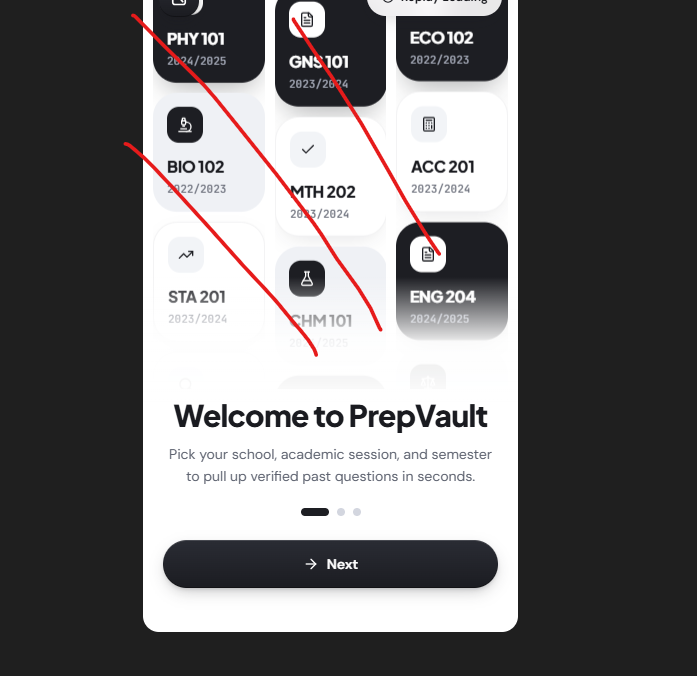 Replay Loading
PHY 101
2024/2025
GNS 101
2023/2024
ECO 102
2022/2023
BIO 102
2022/2023
MTH 202
2023/2024
ACC 201
2023/2024
STA 201
2023/2024
CHM 101
ENG 204
2024/2025
Welcome to PrepVault
Pick your school, academic session, and semester
to pull up verified past questions in seconds.
Next